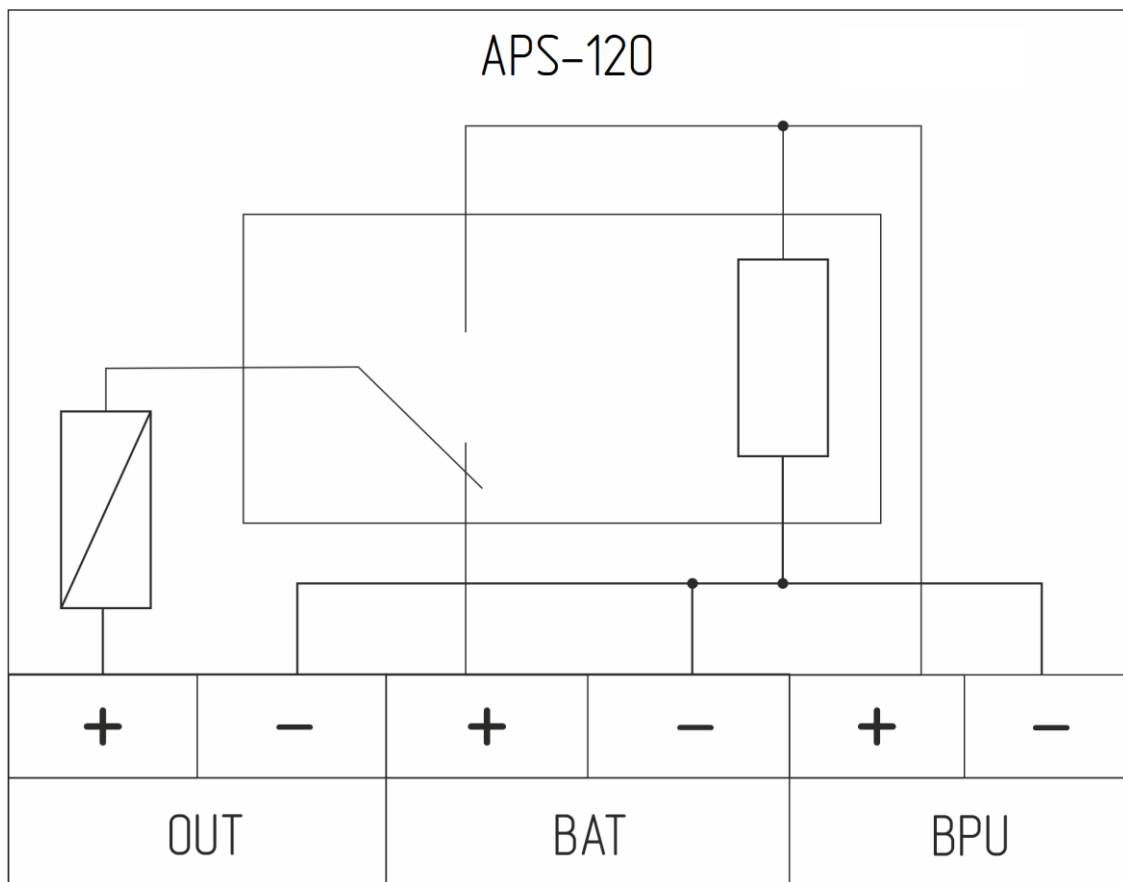 APS-120
+ − + − + −
OUT BAT BPU